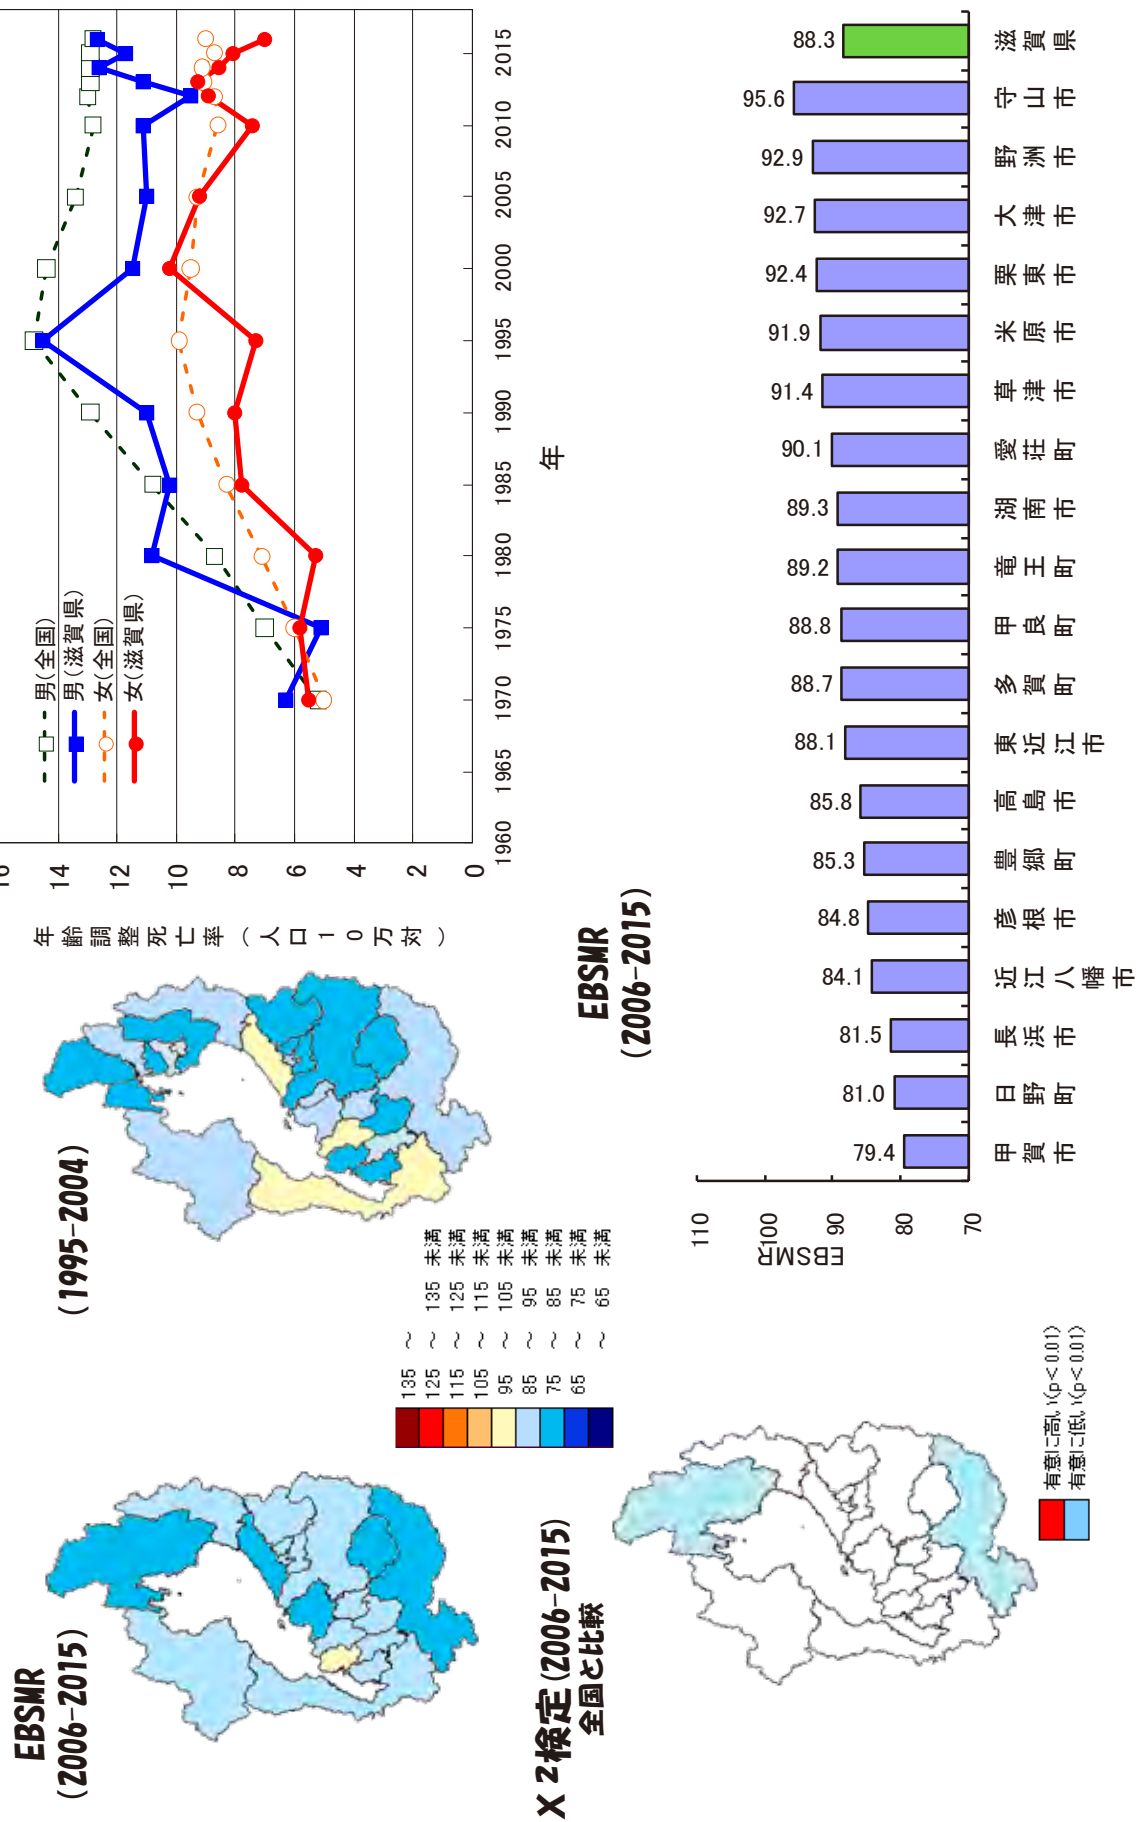 EBSMR
(2006-2015)
(1995-2004)
135 ～
125 ～ 135 未満
115 ～ 125 未満
105 ～ 115 未満
95 ～ 105 未満
85 ～ 95 未満
75 ～ 85 未満
65 ～ 75 未満
～ 65 未満
年齢調整死亡率（人口１０万対）
16
14
12
10
8
6
4
2
0
男(全国)
男(滋賀県)
女(全国)
女(滋賀県)
1960 1965 1970 1975 1980 1985 1990 1995 2000 2005 2010 2015
年
X²検定(2006-2015)
全国と比較
有意に高い(p<0.01)
有意に低い(p<0.01)
EBSMR
(2006-2015)
EBSMR
110
100
90
80
70
79.4 81.0 81.5 84.1 84.8 85.3 85.8 88.1 88.7 88.8 89.2 89.3 90.1 91.4 91.9 92.4 92.7 92.9 95.6 88.3
甲賀市 日野町 長浜市 近江八幡市 彦根市 豊郷町 高島市 東近江市 多賀町 甲良町 竜王町 湖南市 愛荘町 草津市 米原市 栗東市 大津市 野洲市 守山市 滋賀県